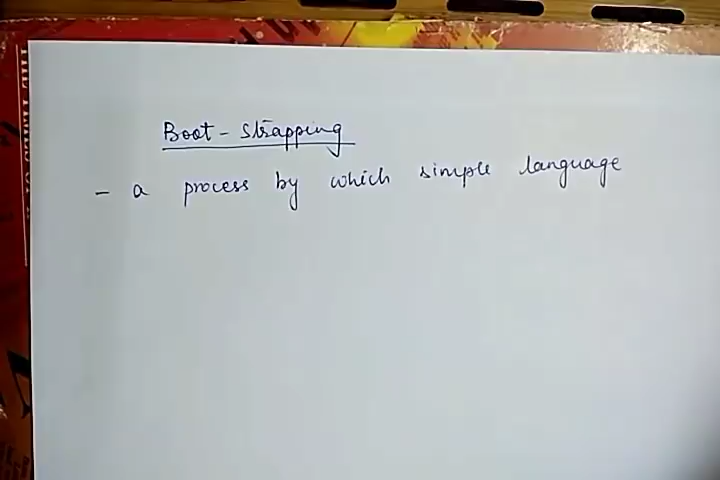 Boot-strapping
- a process by which simple language